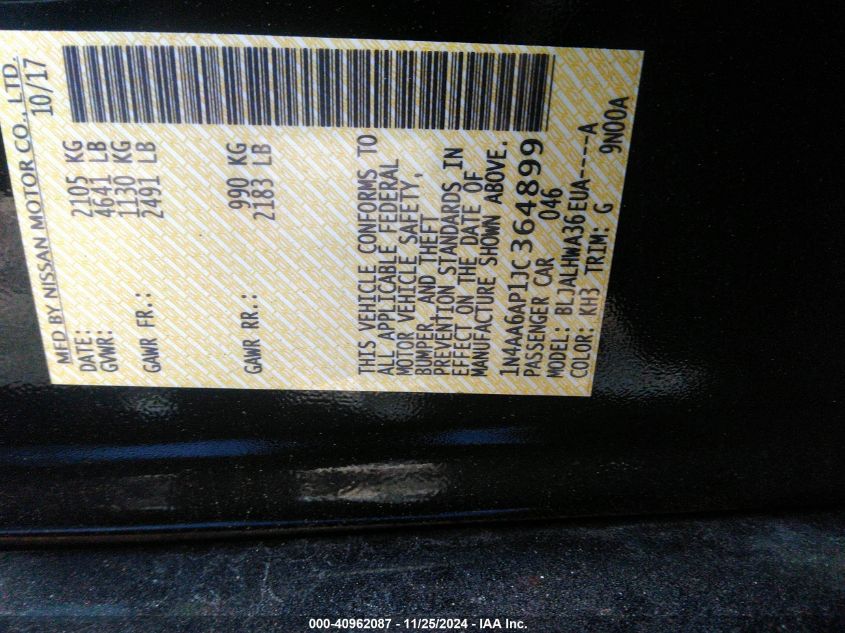 MFD BY NISSAN MOTOR CO., LTD.
DATE: 10/17
GVWR: 2105 KG
4641 LB
GAWR FR.: 1130 KG
2491 LB
GAWR RR.: 990 KG
2183 LB
THIS VEHICLE CONFORMS TO
ALL APPLICABLE FEDERAL
MOTOR VEHICLE SAFETY,
BUMPER, AND THEFT
PREVENTION STANDARDS IN
EFFECT ON THE DATE OF
MANUFACTURE SHOWN ABOVE.
1N4AA6AP1JC364899
PASSENGER CAR 046
MODEL: BLJALHWA36EUA----A
COLOR: KH3 TRIM: G 9N00A
000-40962087 - 11/25/2024 - IAA Inc.